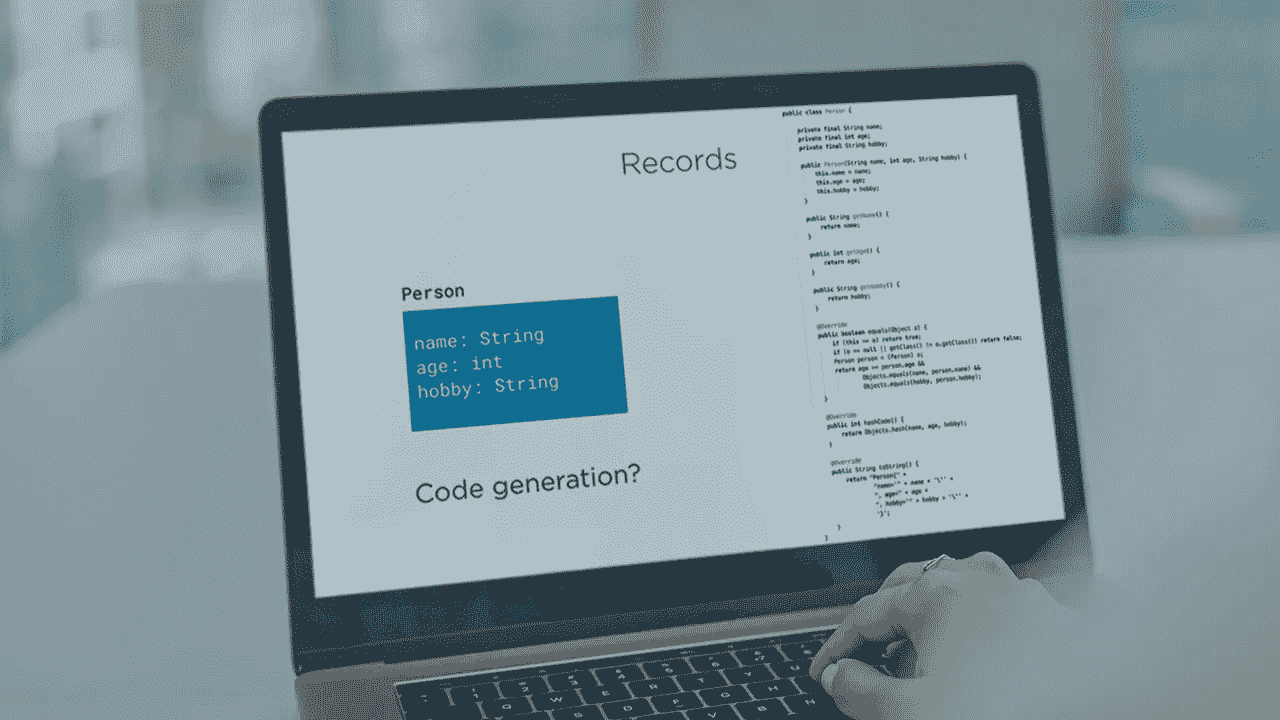 Records
Person
name: String
age: int
hobby: String
Code generation?
public class Person {
private final String name;
private final int age;
private final String hobby;
public Person(String name, int age, String hobby) {
this.name = name;
this.age = age;
this.hobby = hobby;
}
public String getName() {
return name;
}
public int getAge() {
return age;
}
public String getHobby() {
return hobby;
}
@Override
public boolean equals(Object o) {
if (this == o) return true;
if (o == null || getClass() != o.getClass()) return false;
Person person = (Person) o;
return age == person.age &&
Objects.equals(name, person.name) &&
Objects.equals(hobby, person.hobby);
}
@Override
public int hashCode() {
return Objects.hash(name, age, hobby);
}
@Override
public String toString() {
return "Person{" +
"name='" + name + '\'' +
", age=" + age +
", hobby='" + hobby + '\'' +
'}';
}
}